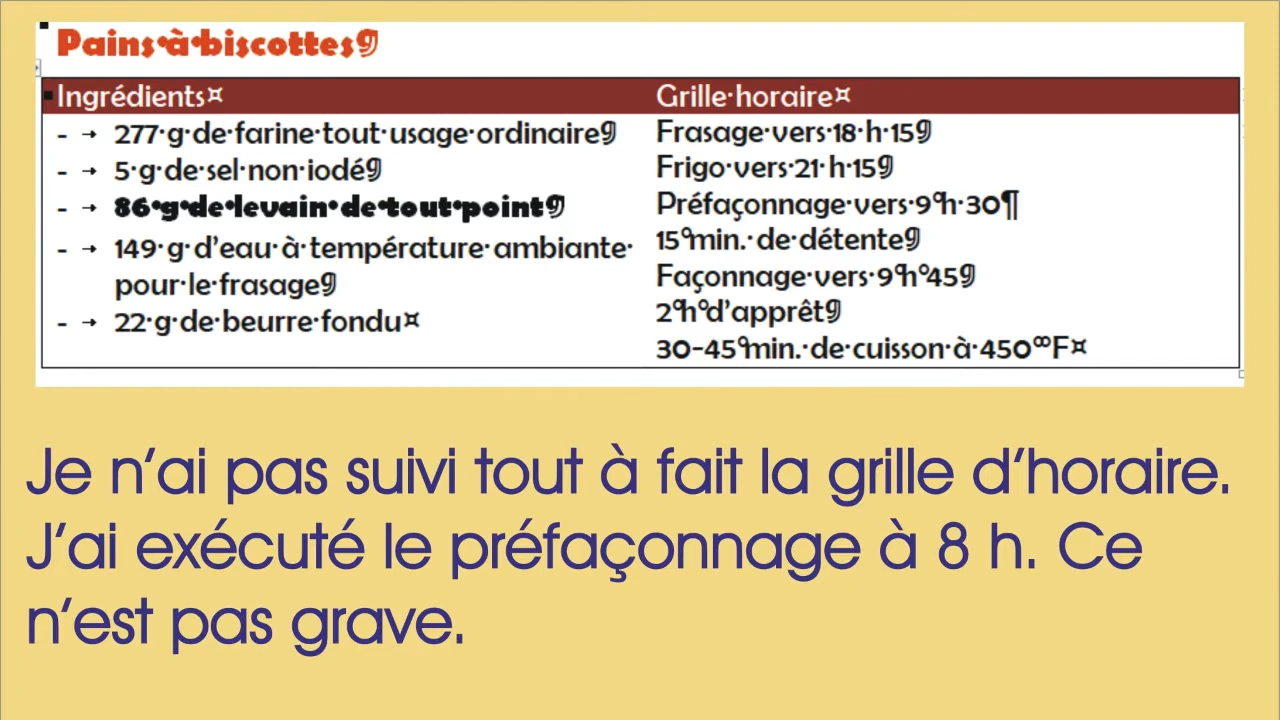 Pains à biscottes
Ingrédients
Grille horaire
- → 277 g de farine tout usage ordinaire
- → 5 g de sel non iodé
- → 86 g de levain de tout point
- → 149 g d’eau à température ambiante
pour le frasage
- → 22 g de beurre fondu
Frasage vers 18 h 15
Frigo vers 21 h 15
Préfaçonnage vers 9 h 30¶
15 min. de détente
Façonnage vers 9 h 45
2 h d’apprêt
30-45 min. de cuisson à 450 °F
Je n’ai pas suivi tout à fait la grille d’horaire.
J’ai exécuté le préfaçonnage à 8 h. Ce
n’est pas grave.